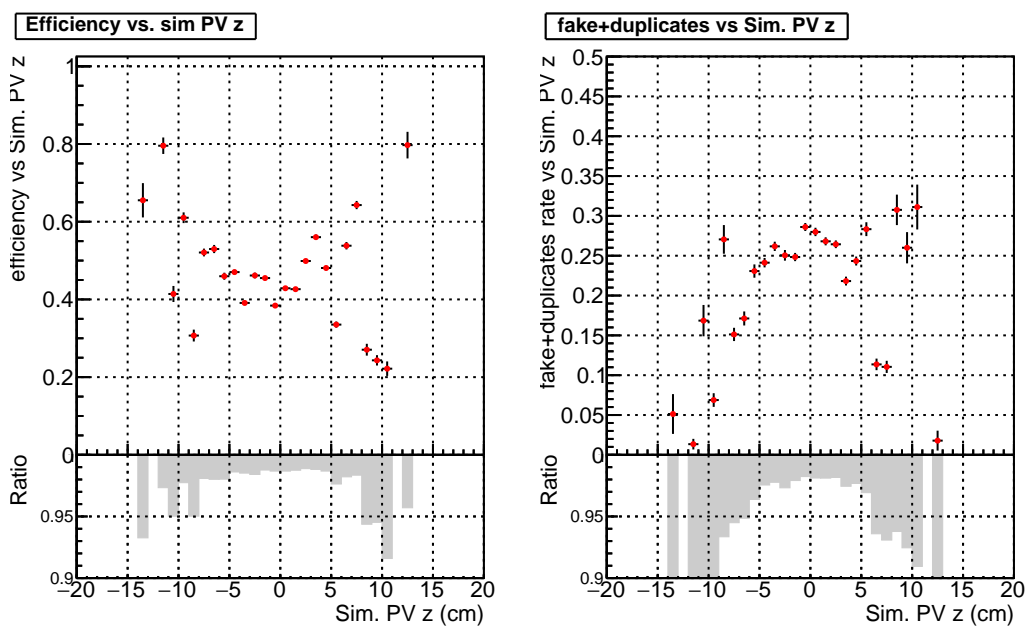 Efficiency vs. sim PV z
efficiency vs Sim. PV z
1
0.8
0.6
0.4
0.2
0
Ratio
0.95
0.9
−20 −15 −10 −5 0 5 10 15 20
Sim. PV z (cm)
fake+duplicates vs Sim. PV z
fake+duplicates rate vs Sim. PV z
0.5
0.45
0.4
0.35
0.3
0.25
0.2
0.15
0.1
0.05
0
Ratio
0.95
0.9
−20 −15 −10 −5 0 5 10 15 20
Sim. PV z (cm)